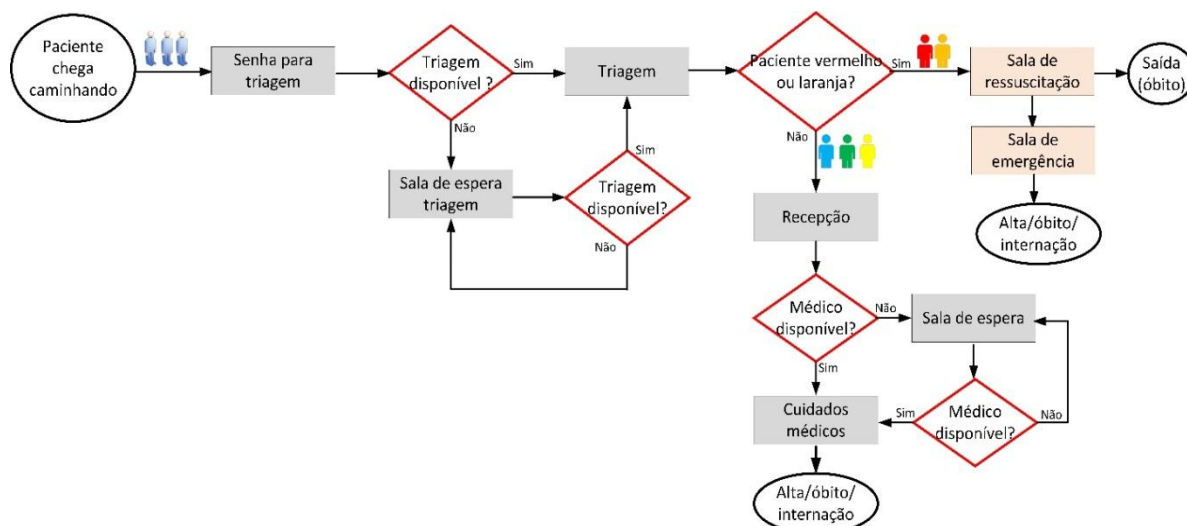 Paciente
chega
caminhando
Senha para
triagem
Triagem
disponível ?
Sim
Não
Triagem
Sala de espera
triagem
Triagem
disponível?
Sim
Não
Paciente vermelho
ou laranja?
Sim
Não
Sala de
ressuscitação
Saída
(óbito)
Sala de
emergência
Alta/óbito/
internação
Recepção
Médico
disponível?
Não
Sim
Sala de espera
Médico
disponível?
Sim
Não
Cuidados
médicos
Alta/óbito/
internação